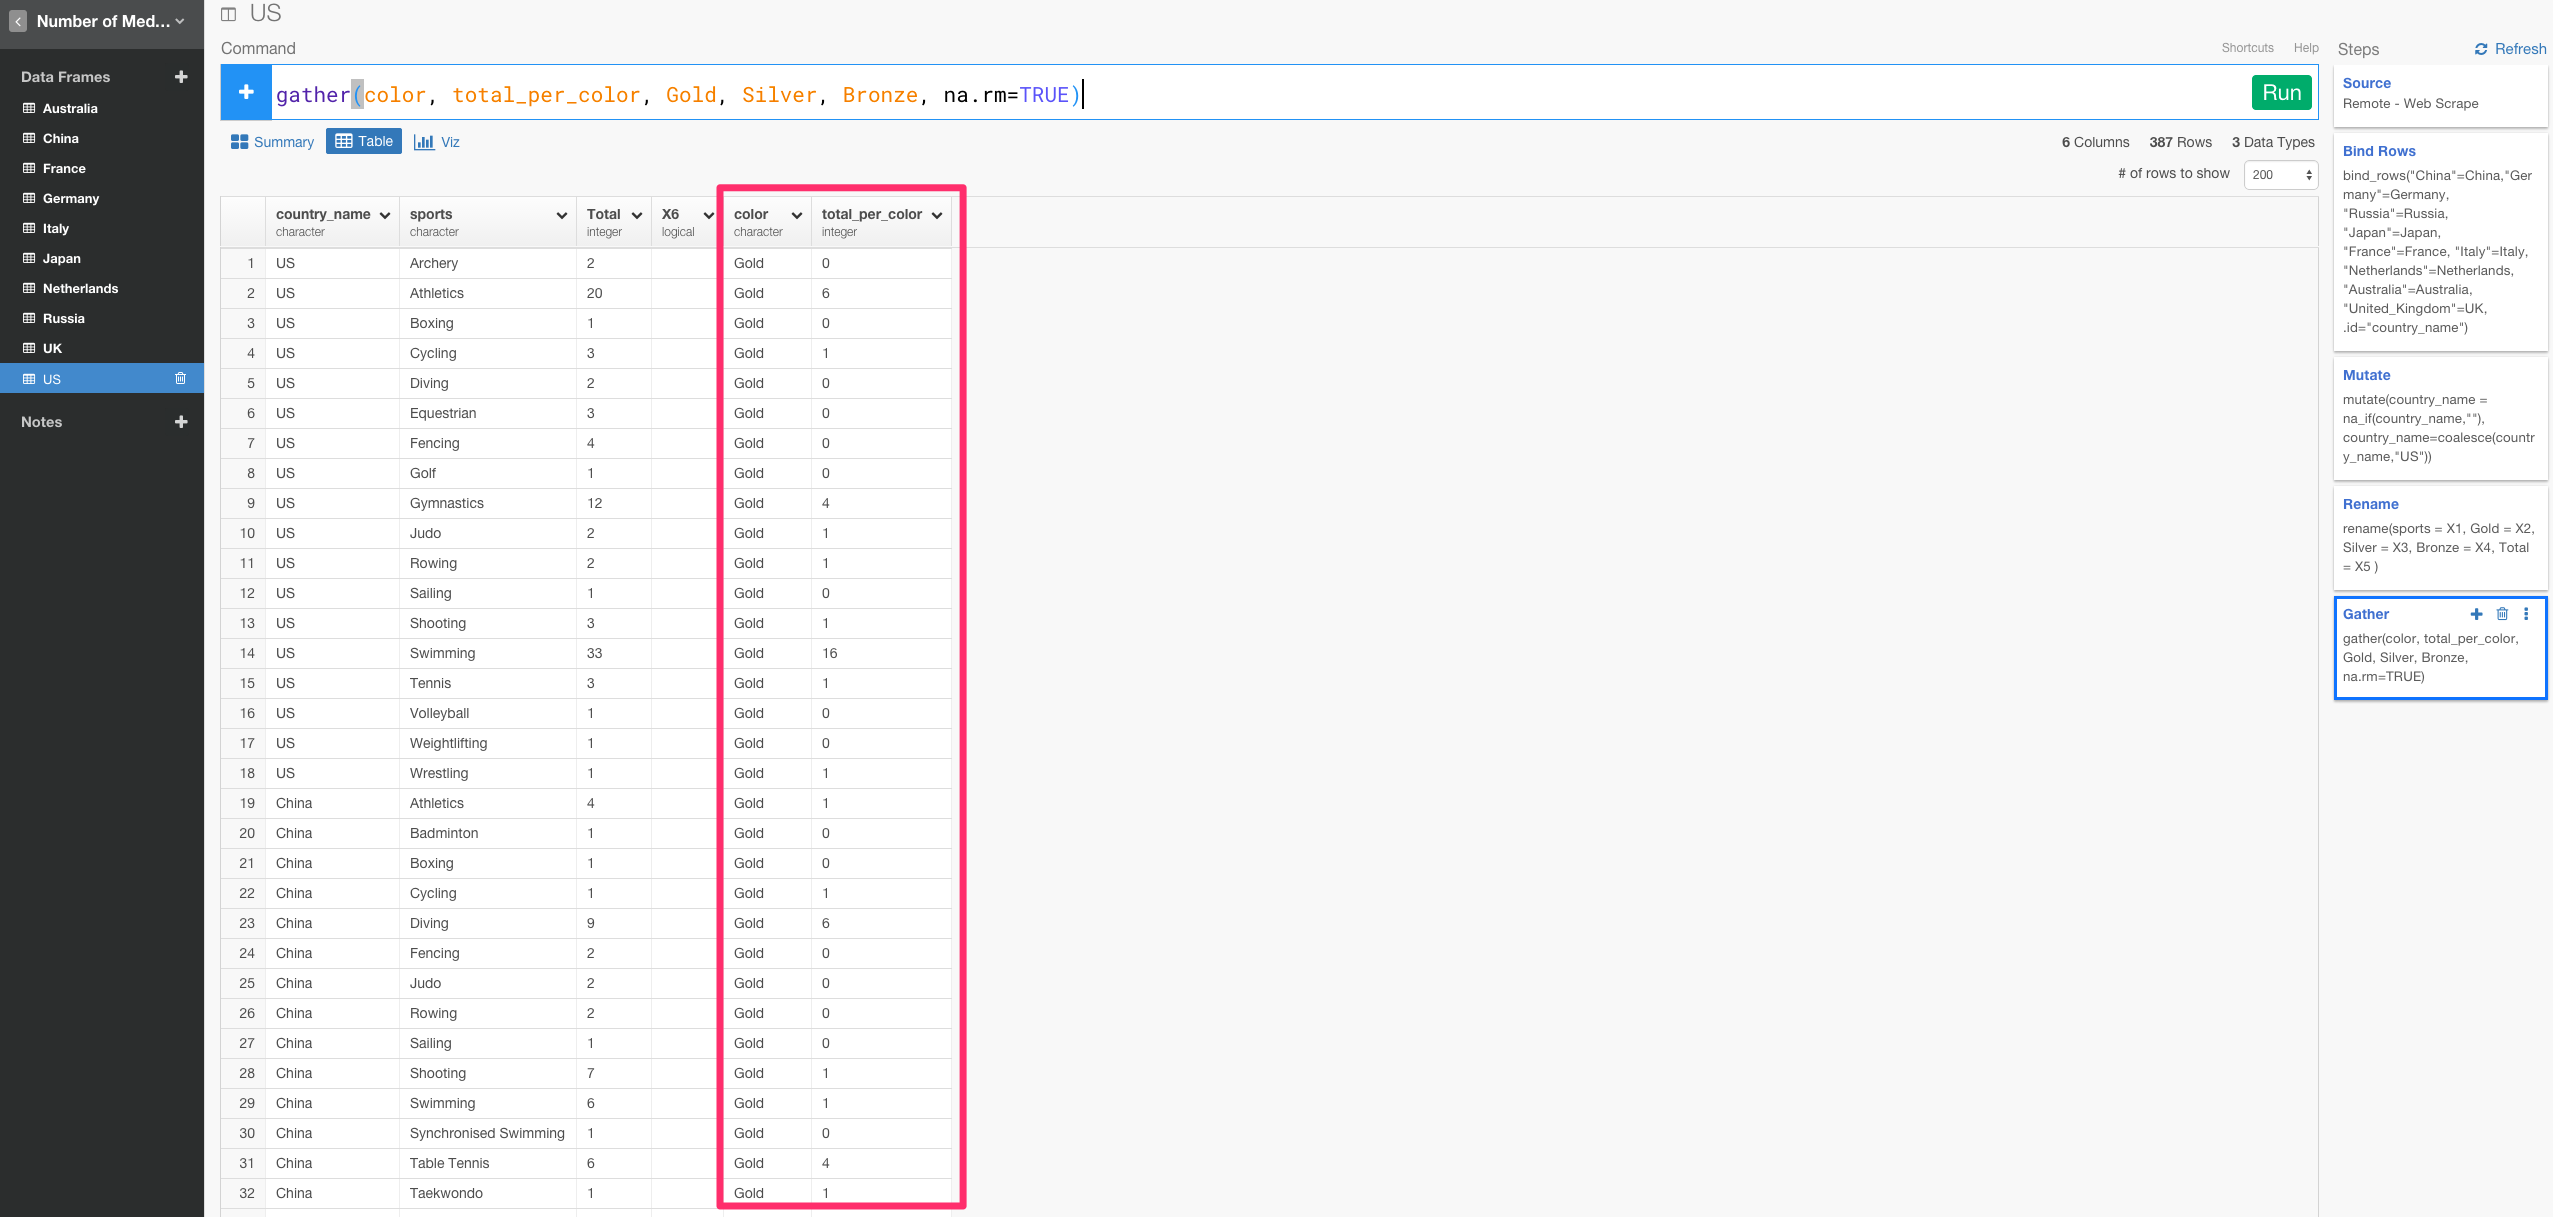 Number of Med...
Data Frames
Australia
China
France
Germany
Italy
Japan
Netherlands
Russia
UK
US
Notes
US
Command
Shortcuts Help
gather(color, total_per_color, Gold, Silver, Bronze, na.rm=TRUE)
Run
Summary Table Viz
6 Columns 387 Rows 3 Data Types
# of rows to show 200
country_name sports Total X6 color total_per_color
character character integer logical character integer
1 US Archery 2 Gold 0
2 US Athletics 20 Gold 6
3 US Boxing 1 Gold 0
4 US Cycling 3 Gold 1
5 US Diving 2 Gold 0
6 US Equestrian 3 Gold 0
7 US Fencing 4 Gold 0
8 US Golf 1 Gold 0
9 US Gymnastics 12 Gold 4
10 US Judo 2 Gold 1
11 US Rowing 2 Gold 1
12 US Sailing 1 Gold 0
13 US Shooting 3 Gold 1
14 US Swimming 33 Gold 16
15 US Tennis 3 Gold 1
16 US Volleyball 1 Gold 0
17 US Weightlifting 1 Gold 0
18 US Wrestling 1 Gold 1
19 China Athletics 4 Gold 1
20 China Badminton 1 Gold 0
21 China Boxing 1 Gold 0
22 China Cycling 1 Gold 1
23 China Diving 9 Gold 6
24 China Fencing 2 Gold 0
25 China Judo 2 Gold 0
26 China Rowing 2 Gold 0
27 China Sailing 1 Gold 0
28 China Shooting 7 Gold 1
29 China Swimming 6 Gold 1
30 China Synchronised Swimming 1 Gold 0
31 China Table Tennis 6 Gold 4
32 China Taekwondo 1 Gold 1
Steps Refresh
Source
Remote - Web Scrape
Bind Rows
bind_rows("China"=China,"Ger
many"=Germany,
"Russia"=Russia,
"Japan"=Japan,
"France"=France, "Italy"=Italy,
"Netherlands"=Netherlands,
"Australia"=Australia,
"United_Kingdom"=UK,
.id="country_name")
Mutate
mutate(country_name =
na_if(country_name,""),
country_name=coalesce(countr
y_name,"US"))
Rename
rename(sports = X1, Gold = X2,
Silver = X3, Bronze = X4, Total
= X5 )
Gather
gather(color, total_per_color,
Gold, Silver, Bronze,
na.rm=TRUE)